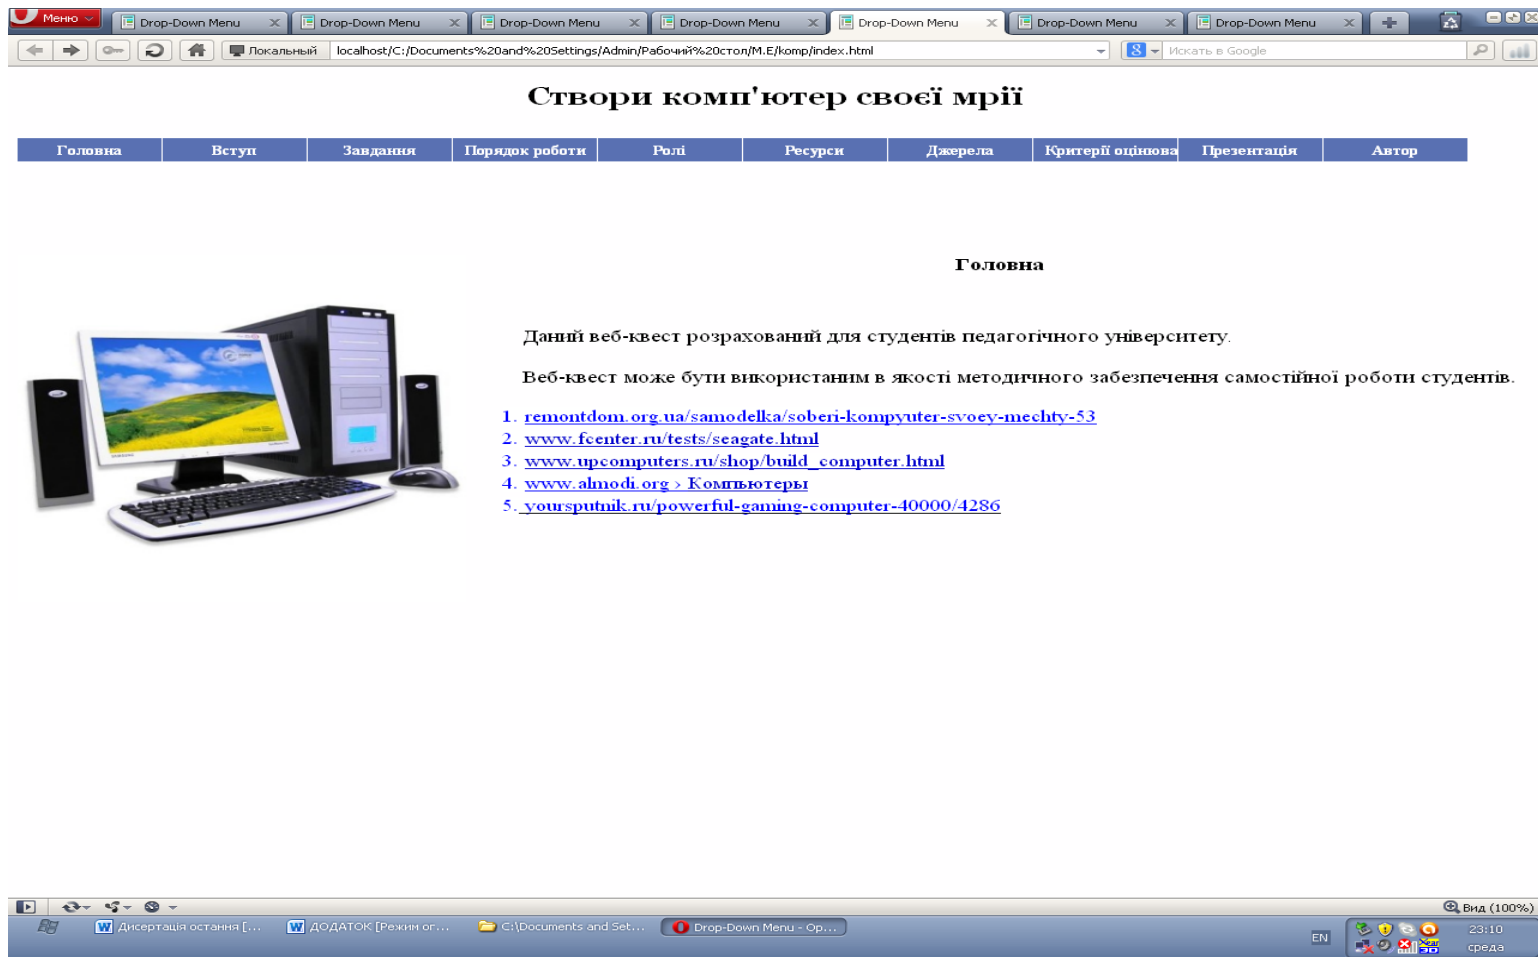 Меню Drop-Down Menu Drop-Down Menu Drop-Down Menu Drop-Down Menu Drop-Down Menu Drop-Down Menu Drop-Down Menu
Локальный localhost/C:/Documents%20and%20Settings/Admin/Рабочий%20стол/М.Е/komp/index.html 8 Искать в Google
Створи комп'ютер своєї мрії
Головна Вступ Завдання Порядок роботи Ролі Ресурси Джерела Критерії оцінюва Презентація Автор
Головна
Даний веб-квест розрахований для студентів педагогічного університету.
Веб-квест може бути використаним в якості методичного забезпечення самостійної роботи студентів.
1. remontdom.org.ua/samodelka/soberi-kompyuter-svoey-mechty-53
2. www.fcenter.ru/tests/seagate.html
3. www.upcomputers.ru/shop/build_computer.html
4. www.almodi.org › Компьютеры
5. yoursputnik.ru/powerful-gaming-computer-40000/4286
Вид (100%)
Дисертація остання [... ДОДАТОК [Режим ог... C:\Documents and Set... Drop-Down Menu - Op... EN 23:10
среда